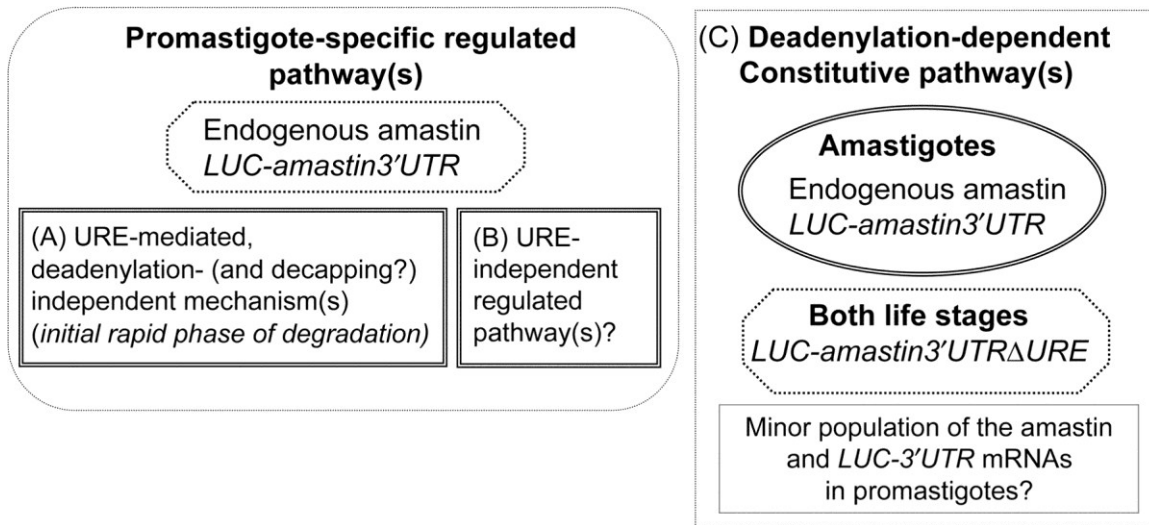 Promastigote-specific regulated
pathway(s)
Endogenous amastin
LUC-amastin3′UTR
(A) URE-mediated,
deadenylation- (and decapping?)
independent mechanism(s)
(initial rapid phase of degradation)
(B) URE-
independent
regulated
pathway(s)?
(C) Deadenylation-dependent
Constitutive pathway(s)
Amastigotes
Endogenous amastin
LUC-amastin3′UTR
Both life stages
LUC-amastin3′UTRΔURE
Minor population of the amastin
and LUC-3′UTR mRNAs
in promastigotes?